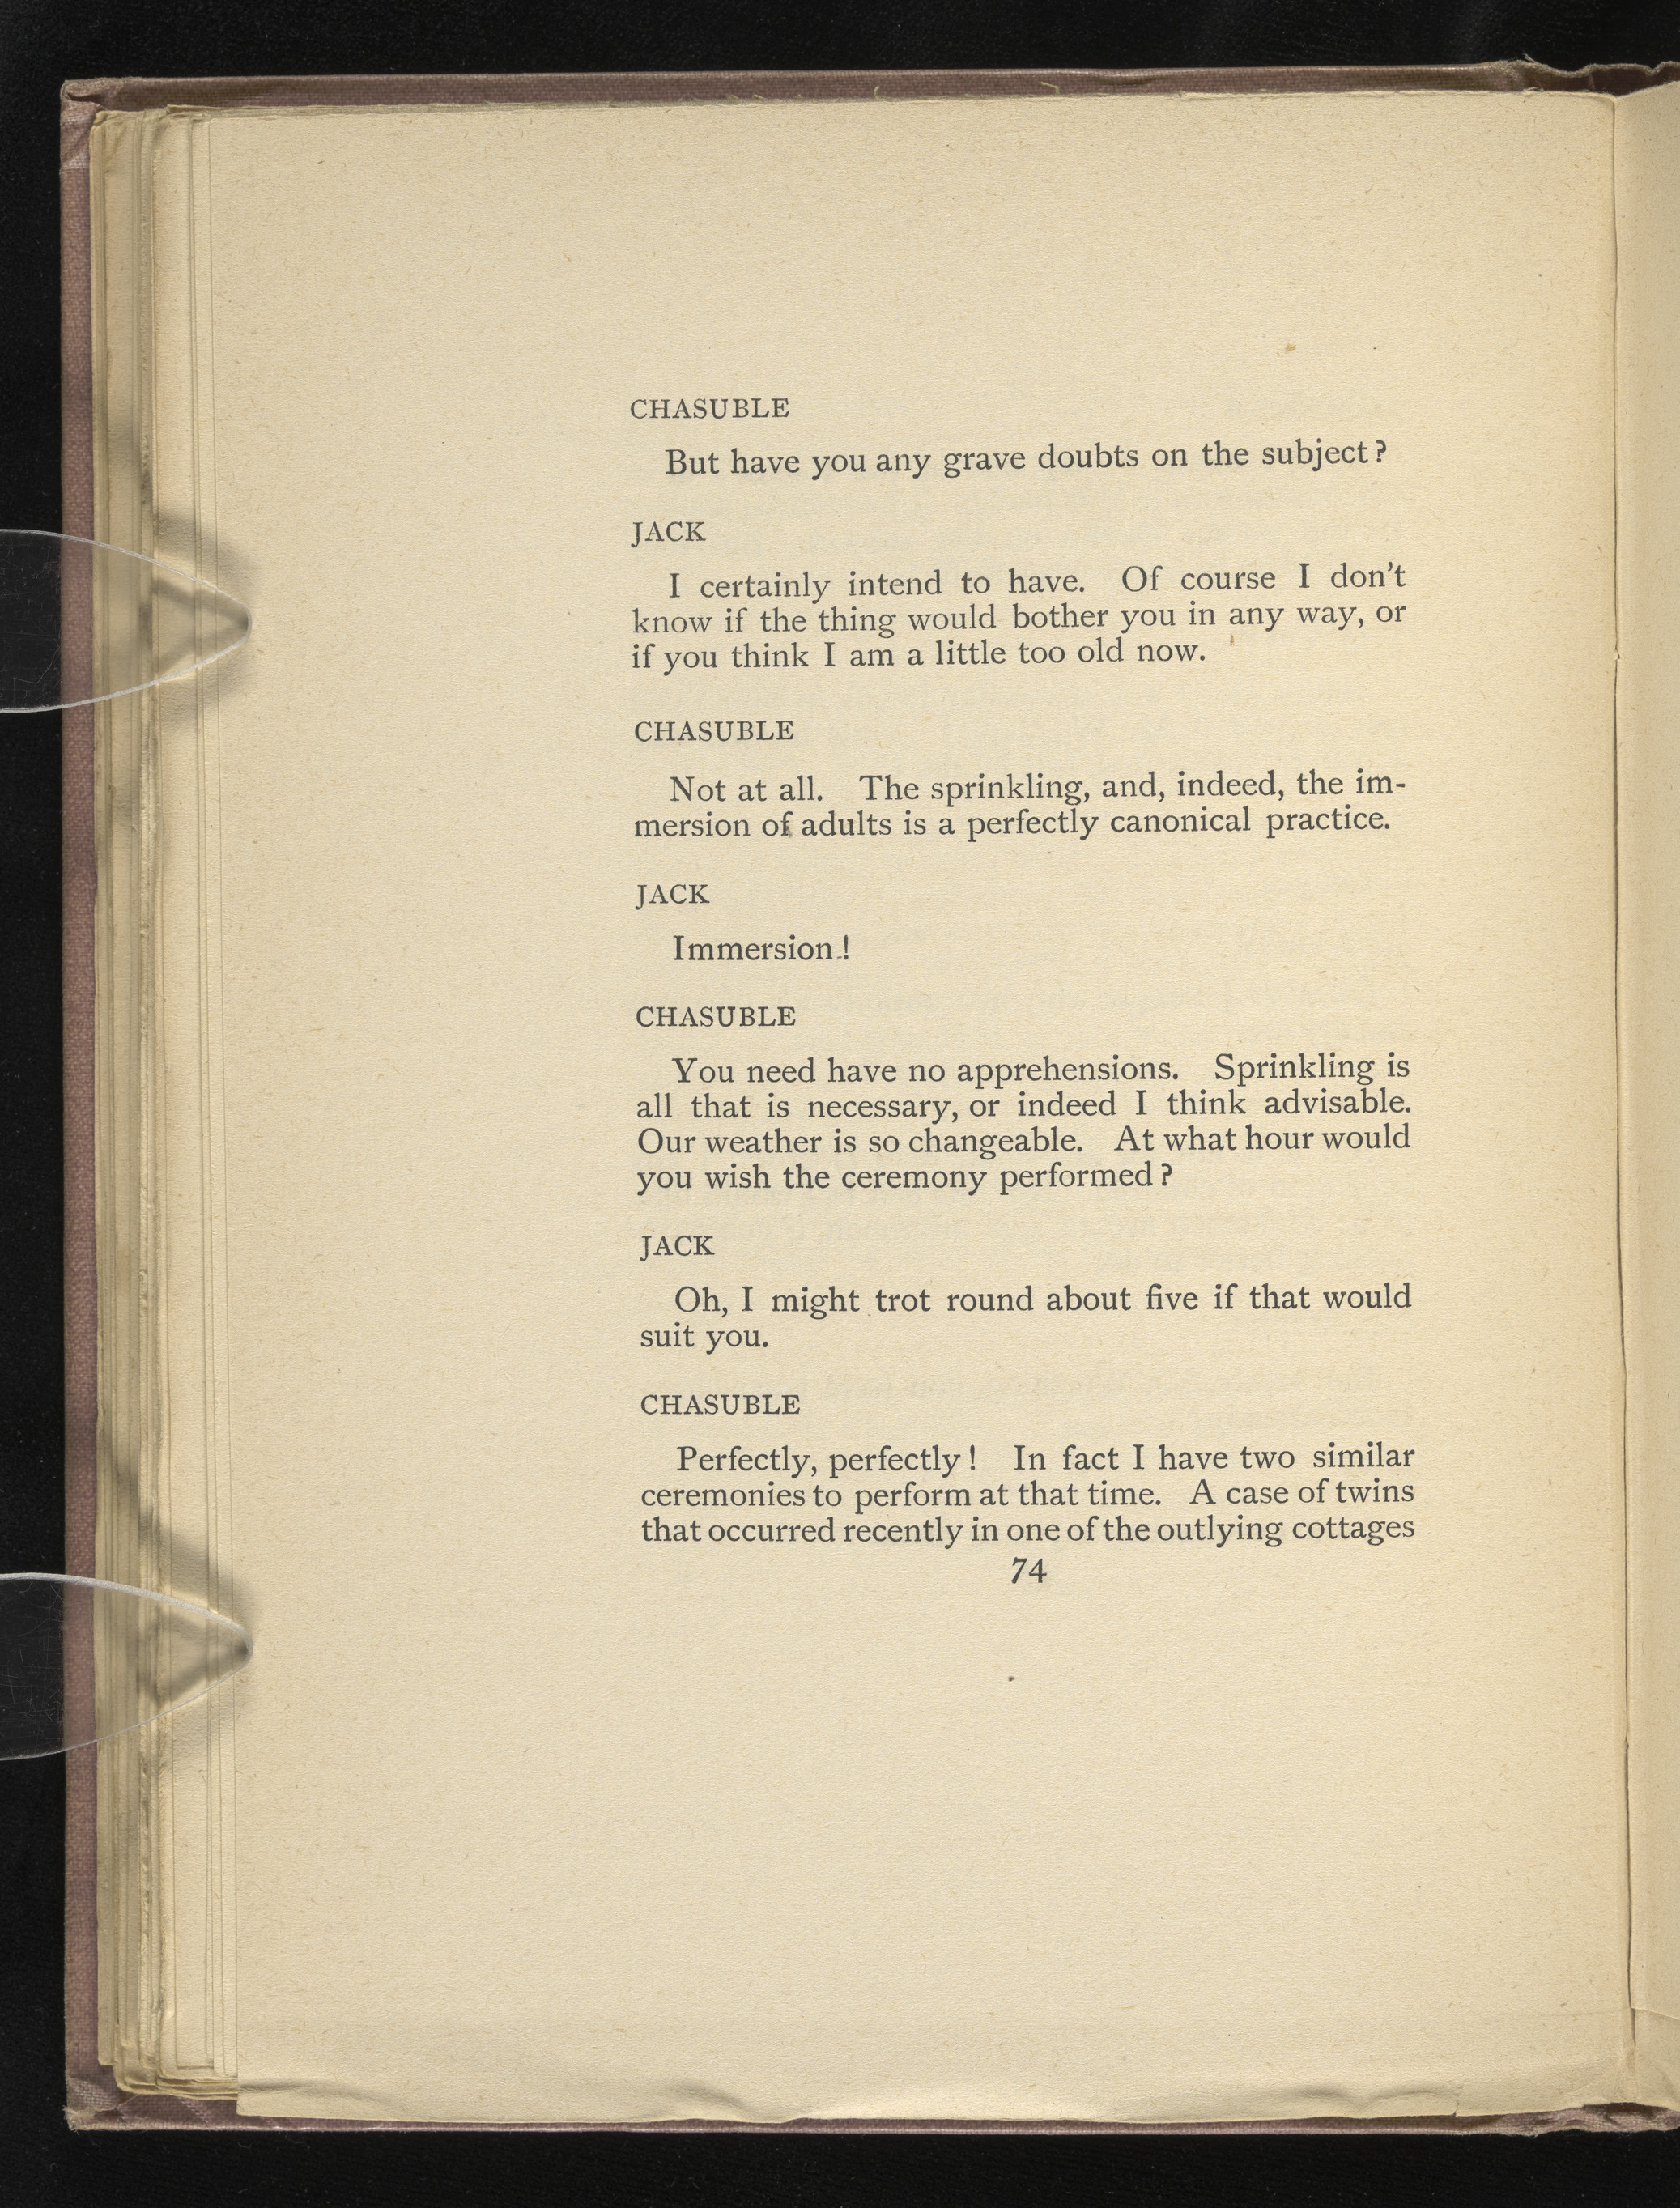 CHASUBLE
But have you any grave doubts on the subject?
JACK
I certainly intend to have. Of course I don't
know if the thing would bother you in any way, or
if you think I am a little too old now.
CHASUBLE
Not at all. The sprinkling, and, indeed, the im-
mersion of adults is a perfectly canonical practice.
JACK
Immersion!
CHASUBLE
You need have no apprehensions. Sprinkling is
all that is necessary, or indeed I think advisable.
Our weather is so changeable. At what hour would
you wish the ceremony performed?
JACK
Oh, I might trot round about five if that would
suit you.
CHASUBLE
Perfectly, perfectly! In fact I have two similar
ceremonies to perform at that time. A case of twins
that occurred recently in one of the outlying cottages
74